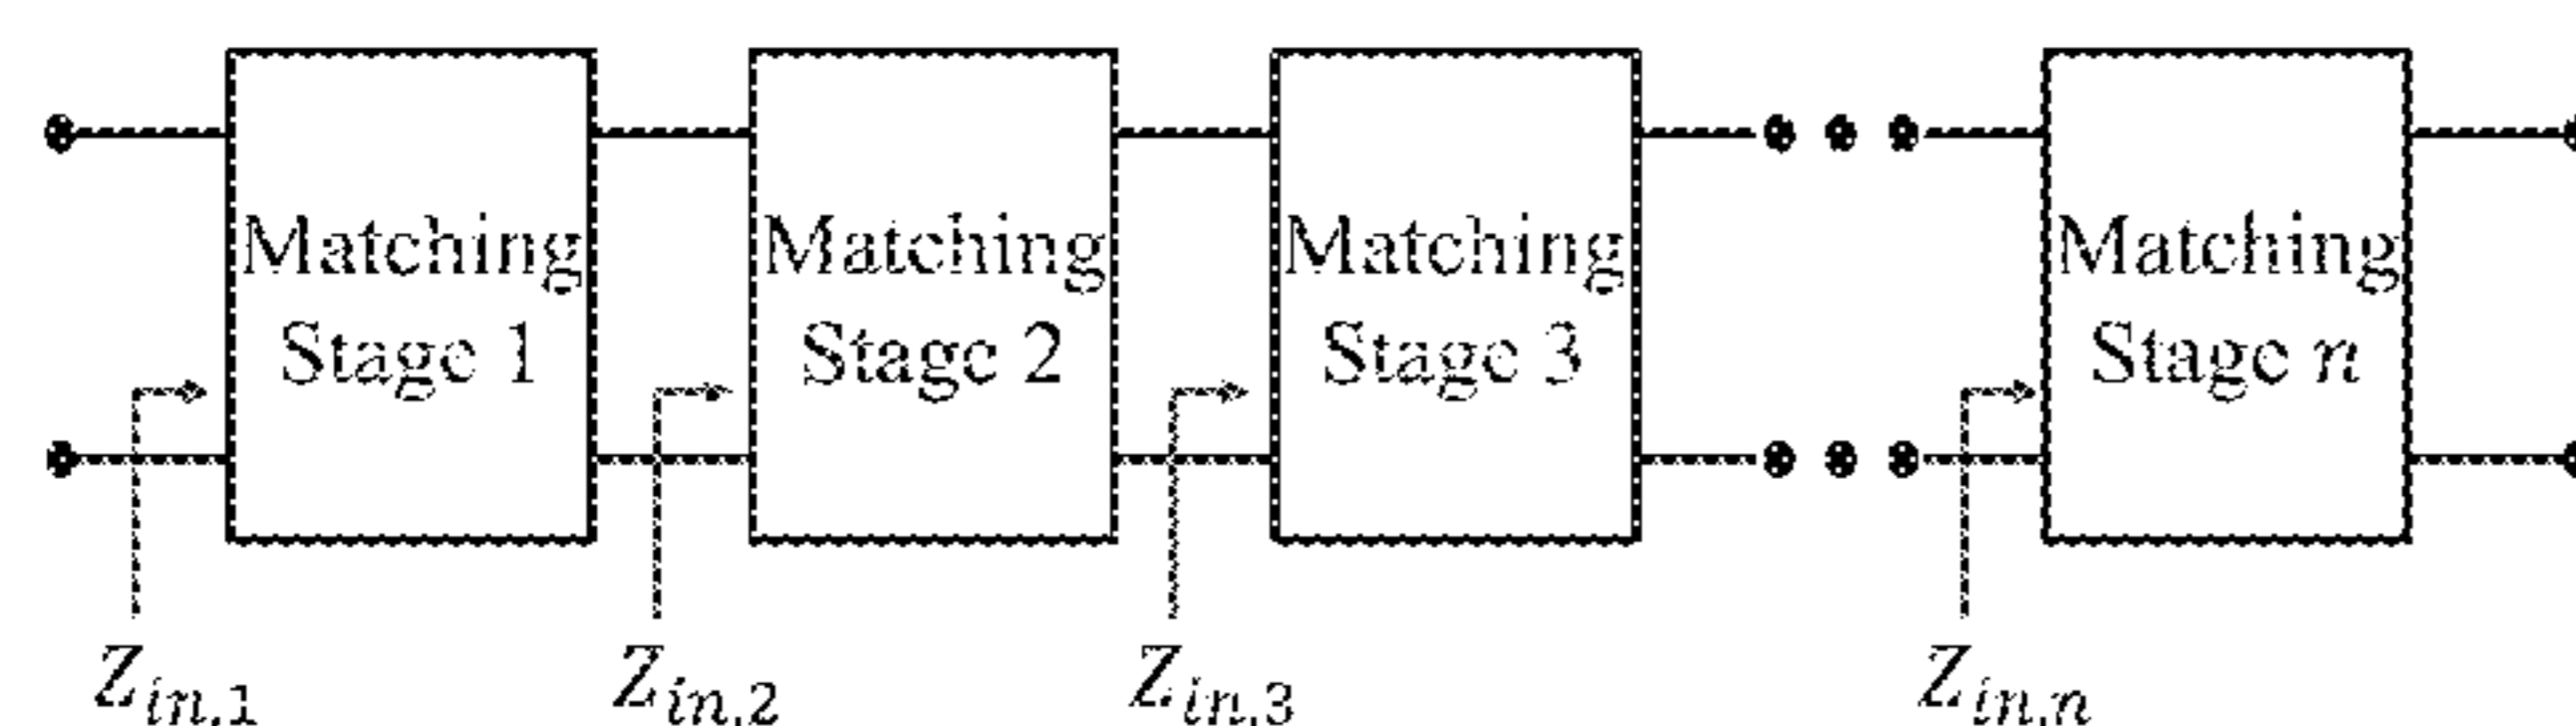 Matching
Stage 1
Matching
Stage 2
Matching
Stage 3
Matching
Stage n
Z_{in,1}
Z_{in,2}
Z_{in,3}
Z_{in,n}